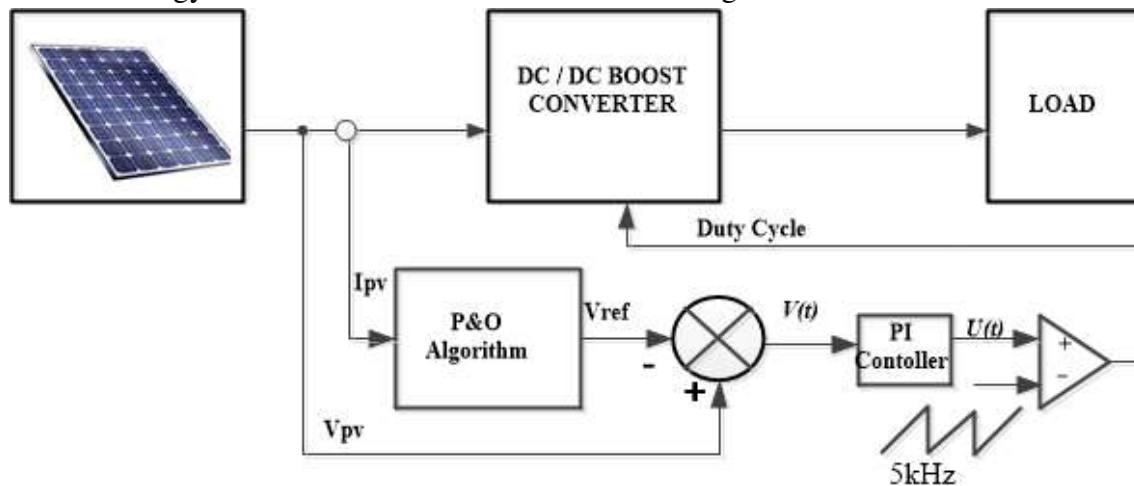 DC / DC BOOST
CONVERTER
LOAD
Duty Cycle
Ipv
P&O
Algorithm
Vref
V(t)
PI
Contoller
U(t)
+
-
-
+
Vpv
5kHz